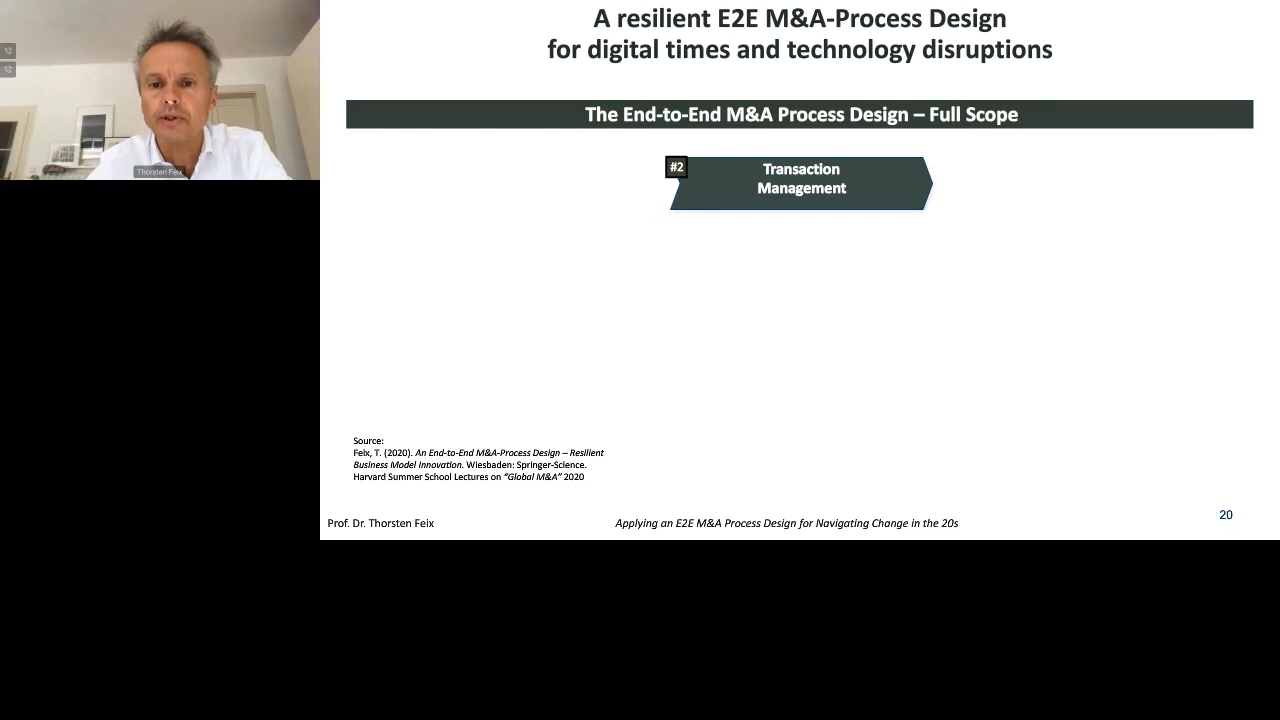 A resilient E2E M&A-Process Design
for digital times and technology disruptions
The End-to-End M&A Process Design – Full Scope
#2
Transaction
Management
Thorsten Feix
Source:
Feix, T. (2020). An End-to-End M&A-Process Design – Resilient
Business Model Innovation. Wiesbaden: Springer-Science.
Harvard Summer School Lectures on "Global M&A" 2020
Prof. Dr. Thorsten Feix
Applying an E2E M&A Process Design for Navigating Change in the 20s
20